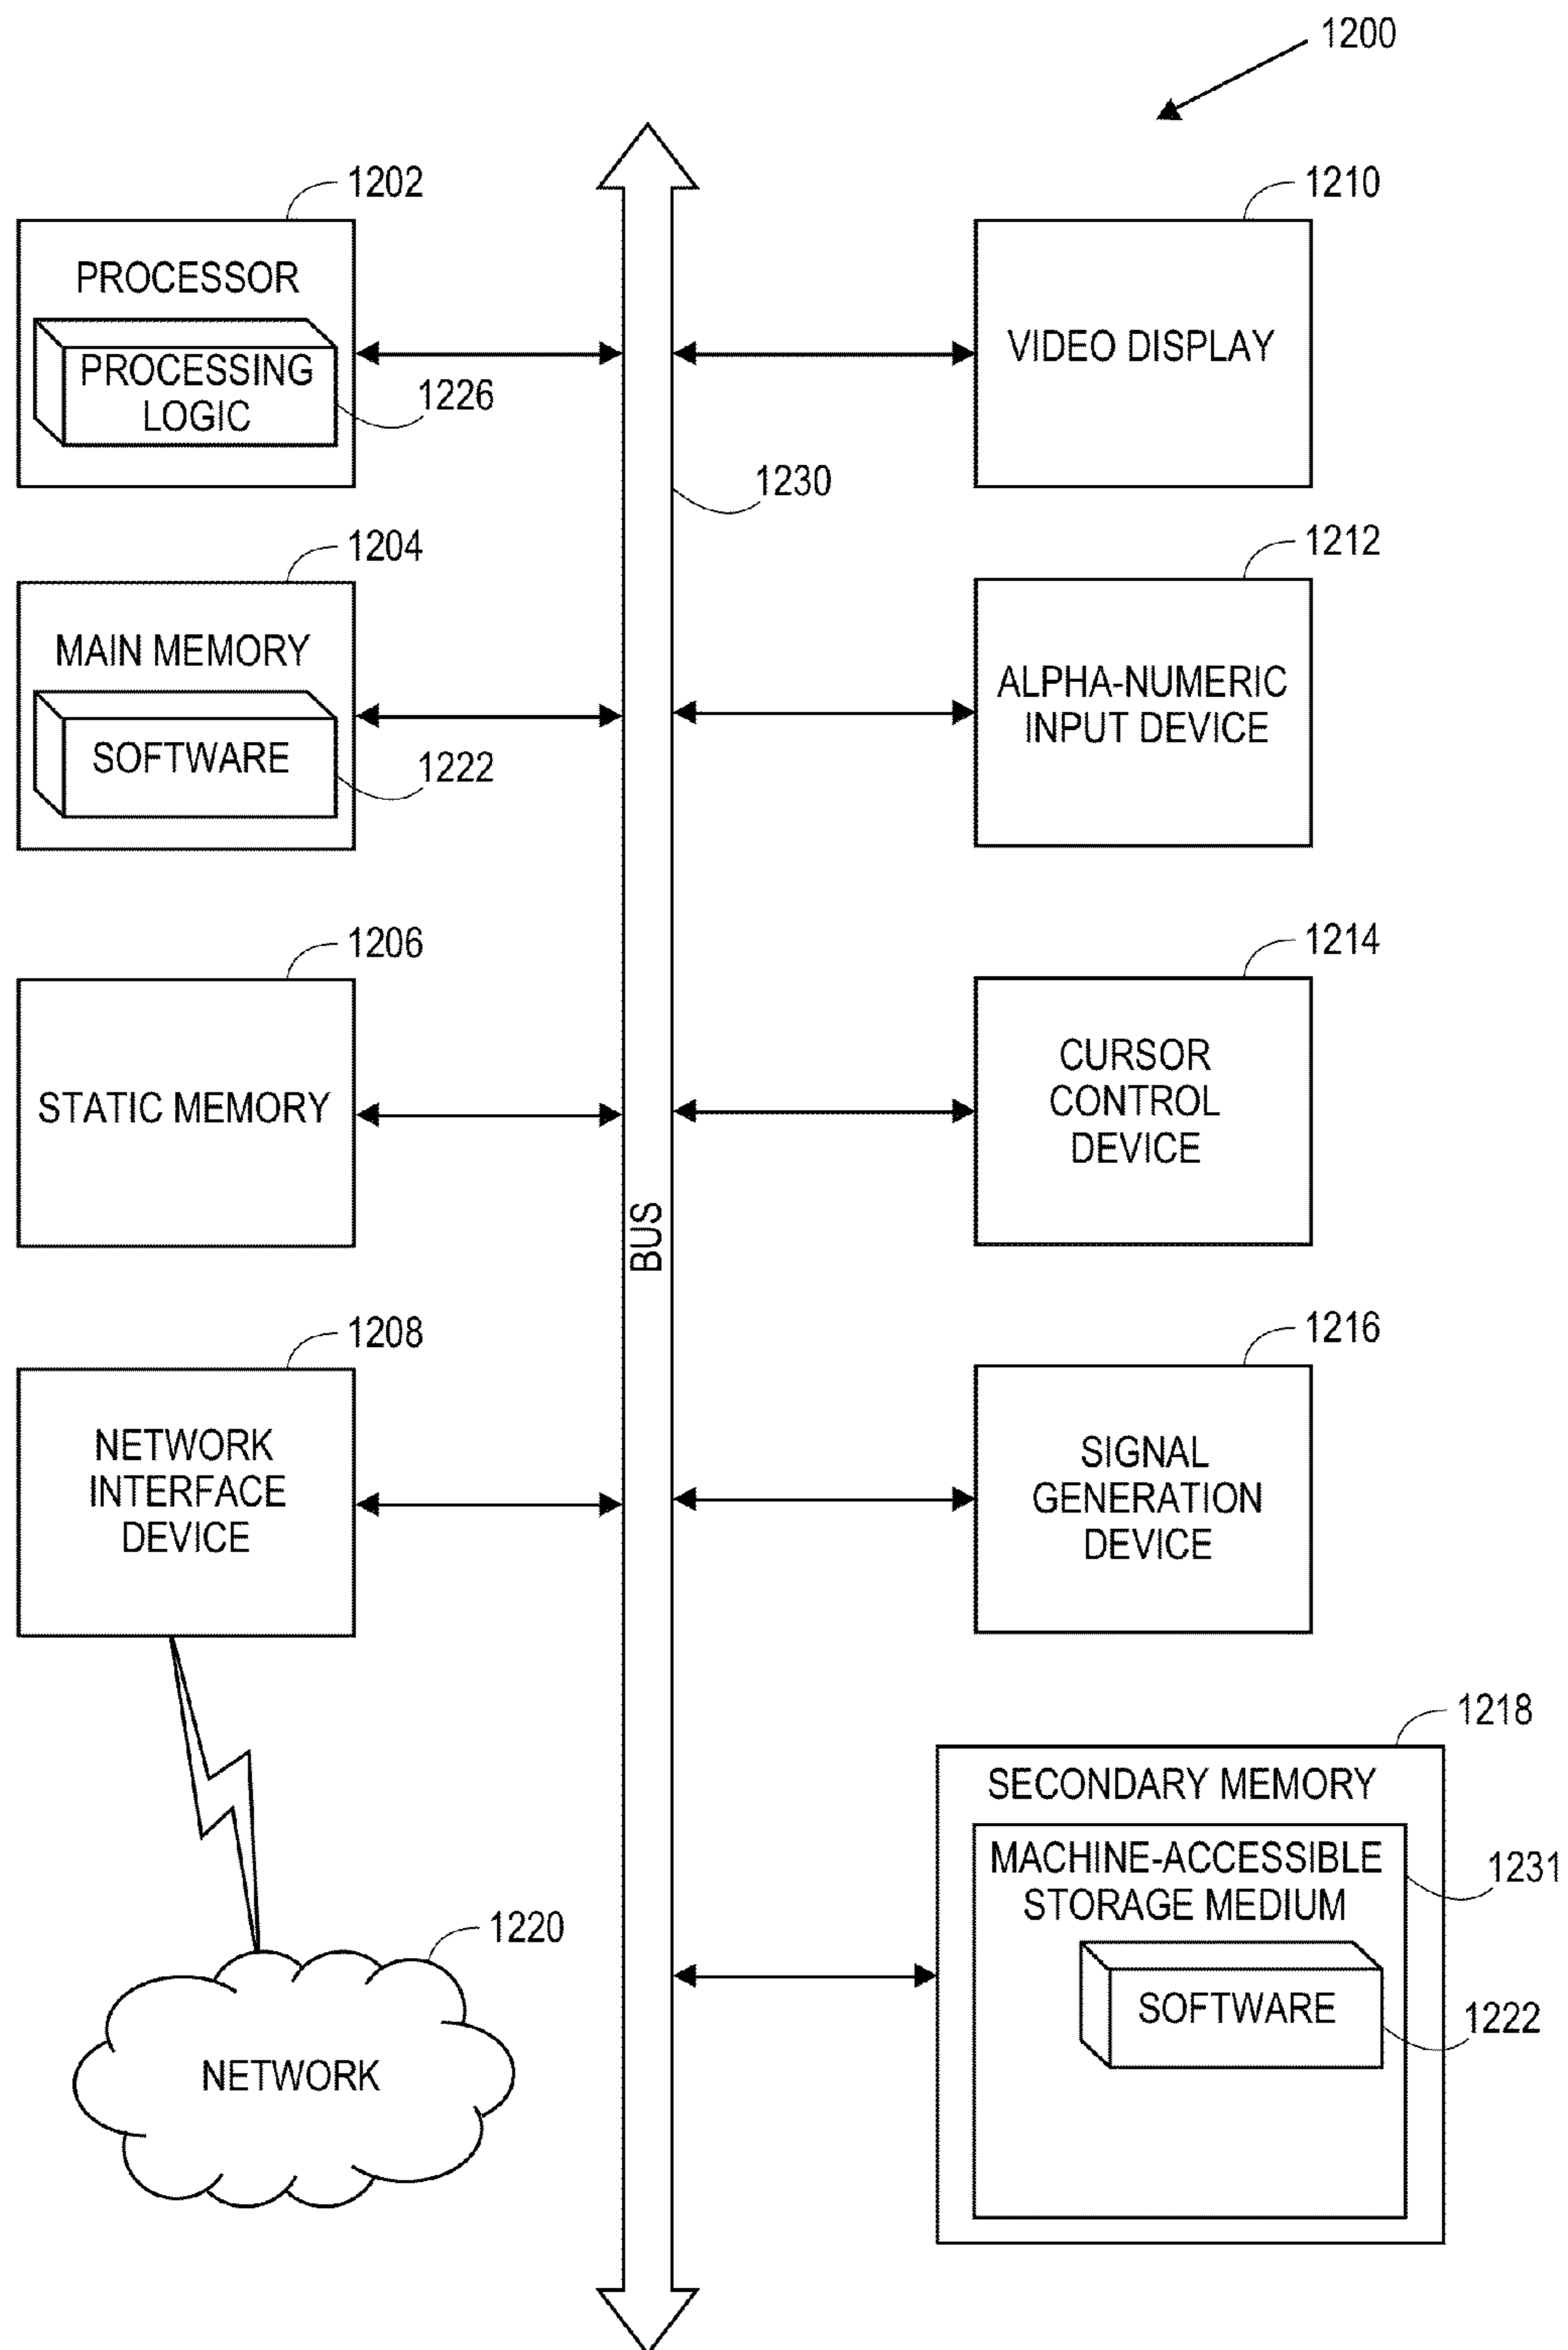 1200
1202
PROCESSOR
PROCESSING
LOGIC
1226
1204
MAIN MEMORY
SOFTWARE
1222
1206
STATIC MEMORY
1208
NETWORK
INTERFACE
DEVICE
1220
NETWORK
1230
BUS
1210
VIDEO DISPLAY
1212
ALPHA-NUMERIC
INPUT DEVICE
1214
CURSOR
CONTROL
DEVICE
1216
SIGNAL
GENERATION
DEVICE
1218
SECONDARY MEMORY
MACHINE-ACCESSIBLE
STORAGE MEDIUM
1231
SOFTWARE
1222